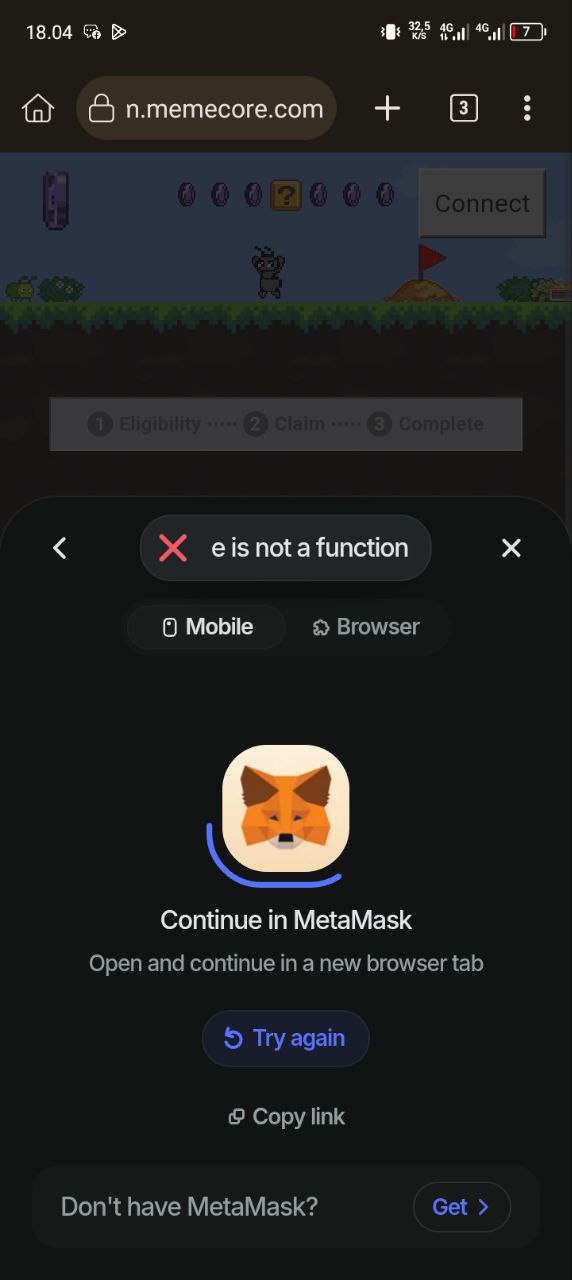 18.04
32,5
K/S
4G
4G
7
n.memecore.com
3
?
Connect
1 Eligibility ····· 2 Claim ····· 3 Complete
e is not a function
Mobile
Browser
Continue in MetaMask
Open and continue in a new browser tab
Try again
Copy link
Don't have MetaMask?
Get